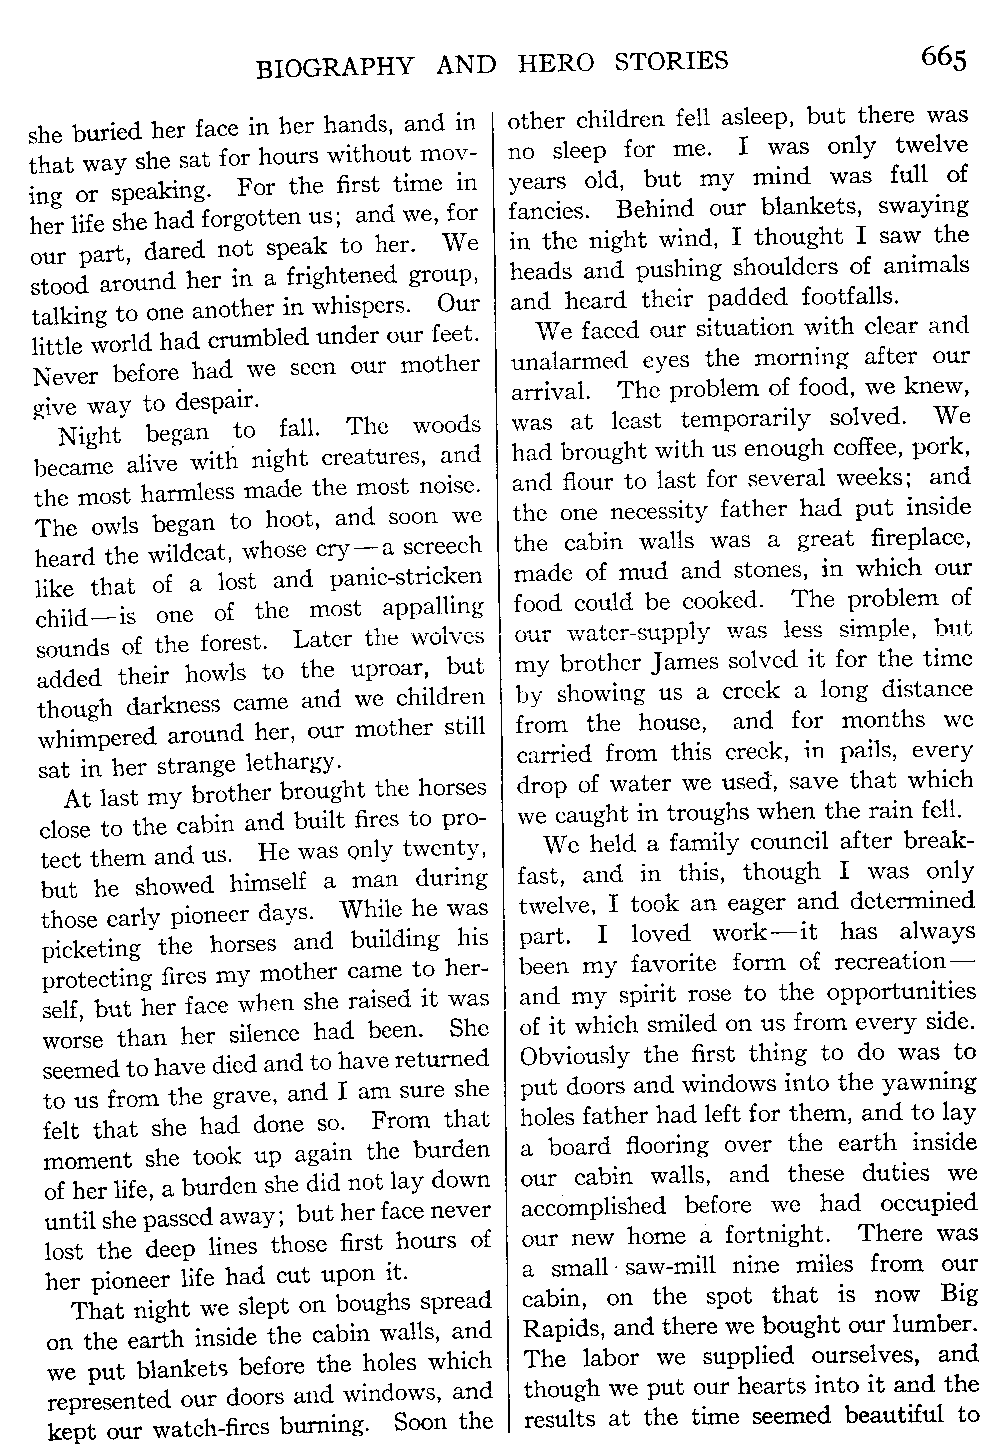 BIOGRAPHY AND HERO STORIES 665
she buried her face in her hands, and in
that way she sat for hours without mov-
ing or speaking. For the first time in
her life she had forgotten us; and we, for
our part, dared not speak to her. We
stood around her in a frightened group,
talking to one another in whispers. Our
little world had crumbled under our feet.
Never before had we seen our mother
give way to despair.
Night began to fall. The woods
became alive with night creatures, and
the most harmless made the most noise.
The owls began to hoot, and soon we
heard the wildcat, whose cry—a screech
like that of a lost and panic-stricken
child—is one of the most appalling
sounds of the forest. Later the wolves
added their howls to the uproar, but
though darkness came and we children
whimpered around her, our mother still
sat in her strange lethargy.
At last my brother brought the horses
close to the cabin and built fires to pro-
tect them and us. He was only twenty,
but he showed himself a man during
those early pioneer days. While he was
picketing the horses and building his
protecting fires my mother came to her-
self, but her face when she raised it was
worse than her silence had been. She
seemed to have died and to have returned
to us from the grave, and I am sure she
felt that she had done so. From that
moment she took up again the burden
of her life, a burden she did not lay down
until she passed away; but her face never
lost the deep lines those first hours of
her pioneer life had cut upon it.
That night we slept on boughs spread
on the earth inside the cabin walls, and
we put blankets before the holes which
represented our doors and windows, and
kept our watch-fires burning. Soon the
other children fell asleep, but there was
no sleep for me. I was only twelve
years old, but my mind was full of
fancies. Behind our blankets, swaying
in the night wind, I thought I saw the
heads and pushing shoulders of animals
and heard their padded footfalls.
We faced our situation with clear and
unalarmed eyes the morning after our
arrival. The problem of food, we knew,
was at least temporarily solved. We
had brought with us enough coffee, pork,
and flour to last for several weeks; and
the one necessity father had put inside
the cabin walls was a great fireplace,
made of mud and stones, in which our
food could be cooked. The problem of
our water-supply was less simple, but
my brother James solved it for the time
by showing us a creek a long distance
from the house, and for months we
carried from this creek, in pails, every
drop of water we used, save that which
we caught in troughs when the rain fell.
We held a family council after break-
fast, and in this, though I was only
twelve, I took an eager and determined
part. I loved work—it has always
been my favorite form of recreation—
and my spirit rose to the opportunities
of it which smiled on us from every side.
Obviously the first thing to do was to
put doors and windows into the yawning
holes father had left for them, and to lay
a board flooring over the earth inside
our cabin walls, and these duties we
accomplished before we had occupied
our new home a fortnight. There was
a small saw-mill nine miles from our
cabin, on the spot that is now Big
Rapids, and there we bought our lumber.
The labor we supplied ourselves, and
though we put our hearts into it and the
results at the time seemed beautiful to